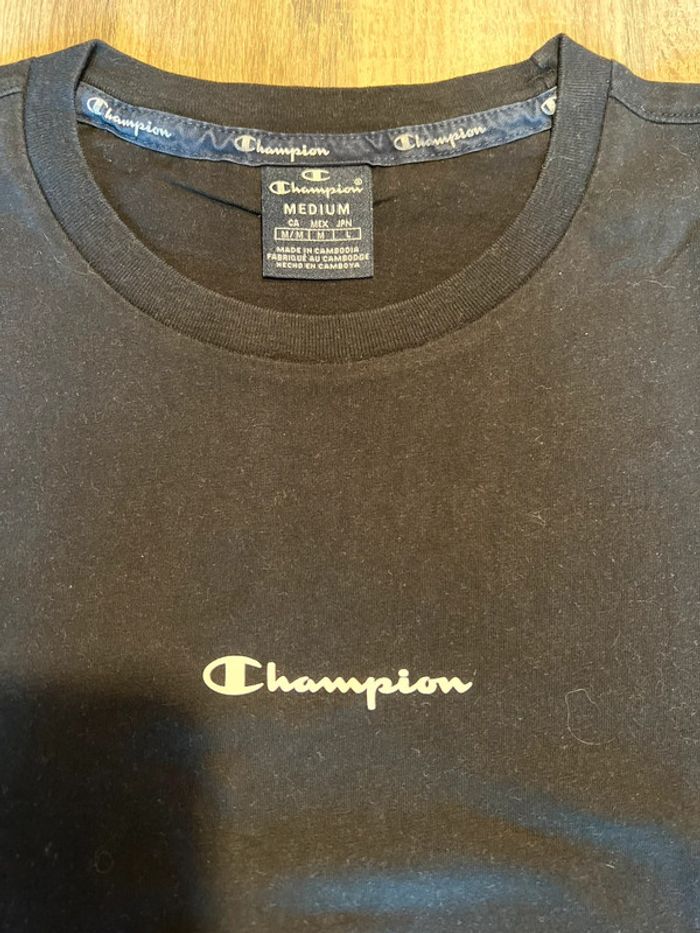 Champion Champion Champion
Champion®
MEDIUM
CA MEX JPN
M/M M L
MADE IN CAMBODIA
FABRIQUÉ AU CAMBODGE
HECHO EN CAMBOYA
Champion